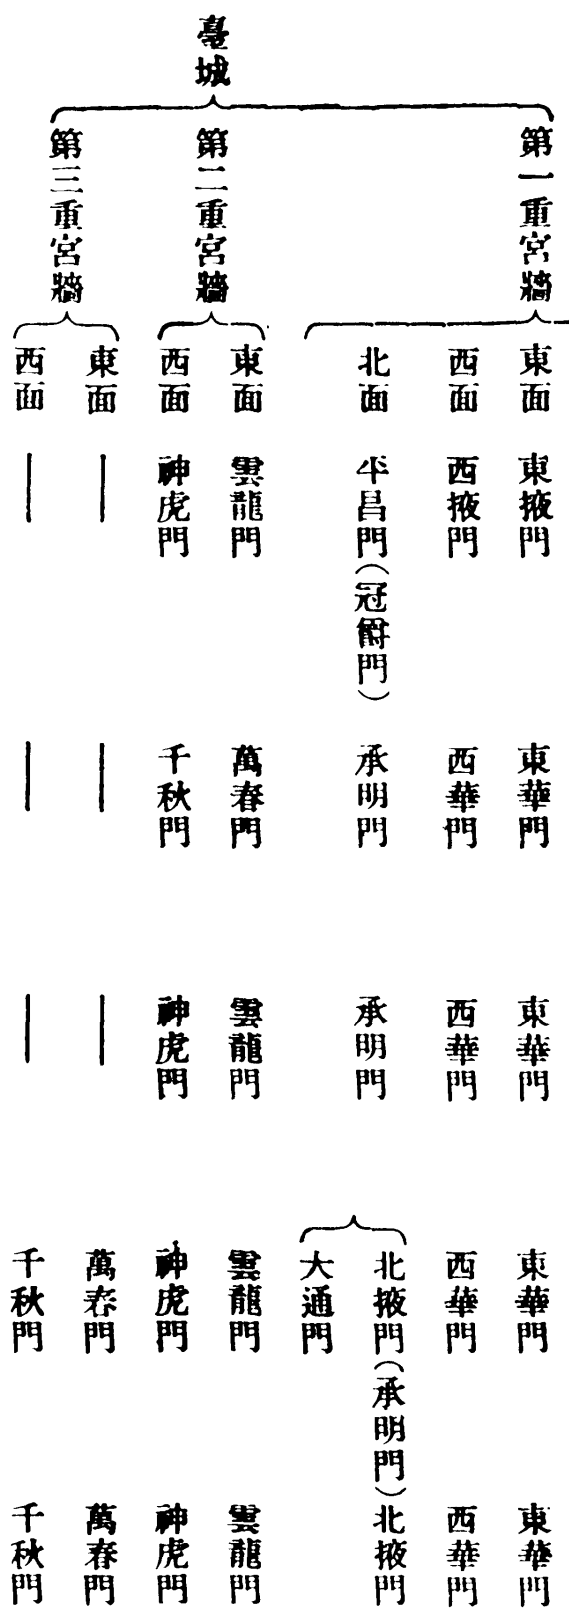 臺城
第一重宮牆
東面 東掖門 東華門 東華門 東華門 東華門
西面 西掖門 西華門 西華門 西華門 西華門
北面 平昌門(冠爵門) 承明門 承明門 北掖門(承明門) 北掖門
大通門
第二重宮牆
東面 雲龍門 萬春門 雲龍門 雲龍門 雲龍門
西面 神虎門 千秋門 神虎門 神虎門 神虎門
第三重宮牆
東面 — — — 萬春門 萬春門
西面 — — — 千秋門 千秋門